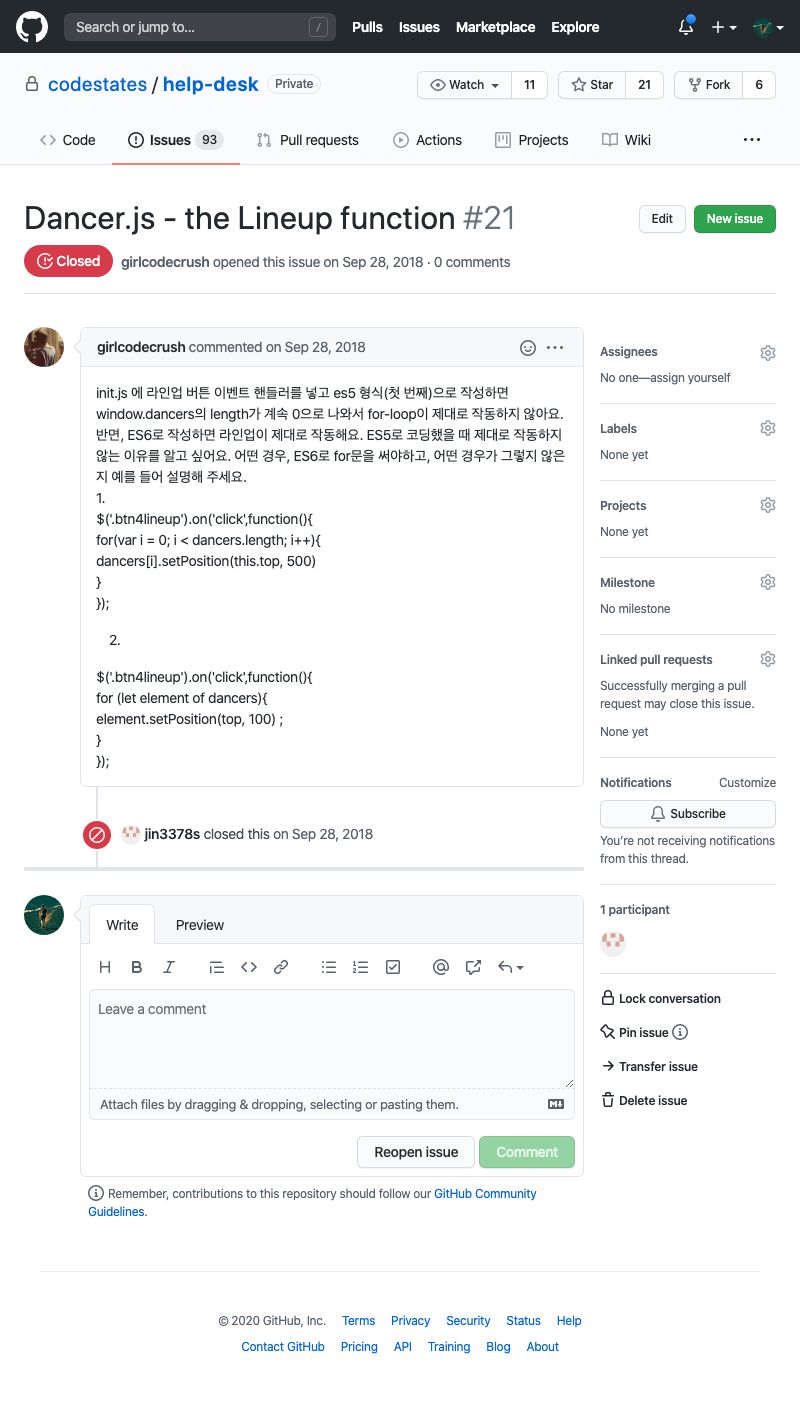 Search or jump to... /
Pulls Issues Marketplace Explore
codestates / help-desk Private
Watch 11 Star 21 Fork 6
Code Issues 93 Pull requests Actions Projects Wiki ...
Dancer.js - the Lineup function #21
Edit New issue
Closed girlcodecrush opened this issue on Sep 28, 2018 · 0 comments
girlcodecrush commented on Sep 28, 2018
init.js 에 라인업 버튼 이벤트 핸들러를 넣고 es5 형식(첫 번째)으로 작성하면
window.dancers의 length가 계속 0으로 나와서 for-loop이 제대로 작동하지 않아요.
반면, ES6로 작성하면 라인업이 제대로 작동해요. ES5로 코딩했을 때 제대로 작동하지
않는 이유를 알고 싶어요. 어떤 경우, ES6로 for문을 써야하고, 어떤 경우가 그렇지 않은
지 예를 들어 설명해 주세요.
1.
$('.btn4lineup').on('click',function(){
for(var i = 0; i < dancers.length; i++){
dancers[i].setPosition(this.top, 500)
}
});
2.
$('.btn4lineup').on('click',function(){
for (let element of dancers){
element.setPosition(top, 100) ;
}
});
jin3378s closed this on Sep 28, 2018
Write Preview
Leave a comment
Attach files by dragging & dropping, selecting or pasting them.
Reopen issue Comment
Remember, contributions to this repository should follow our GitHub Community
Guidelines.
Assignees
No one—assign yourself
Labels
None yet
Projects
None yet
Milestone
No milestone
Linked pull requests
Successfully merging a pull
request may close this issue.
None yet
Notifications Customize
Subscribe
You're not receiving notifications
from this thread.
1 participant
Lock conversation
Pin issue
Transfer issue
Delete issue
© 2020 GitHub, Inc. Terms Privacy Security Status Help
Contact GitHub Pricing API Training Blog About